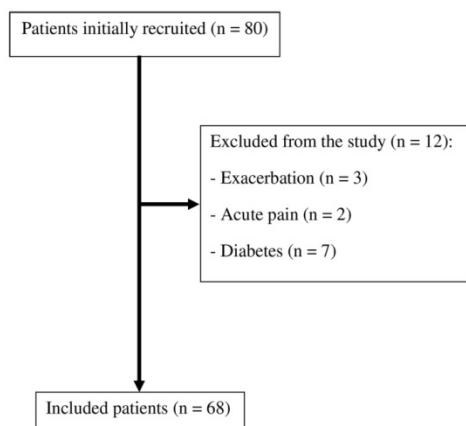 Patients initially recruited (n = 80)
Excluded from the study (n = 12):
- Exacerbation (n = 3)
- Acute pain (n = 2)
- Diabetes (n = 7)
Included patients (n = 68)